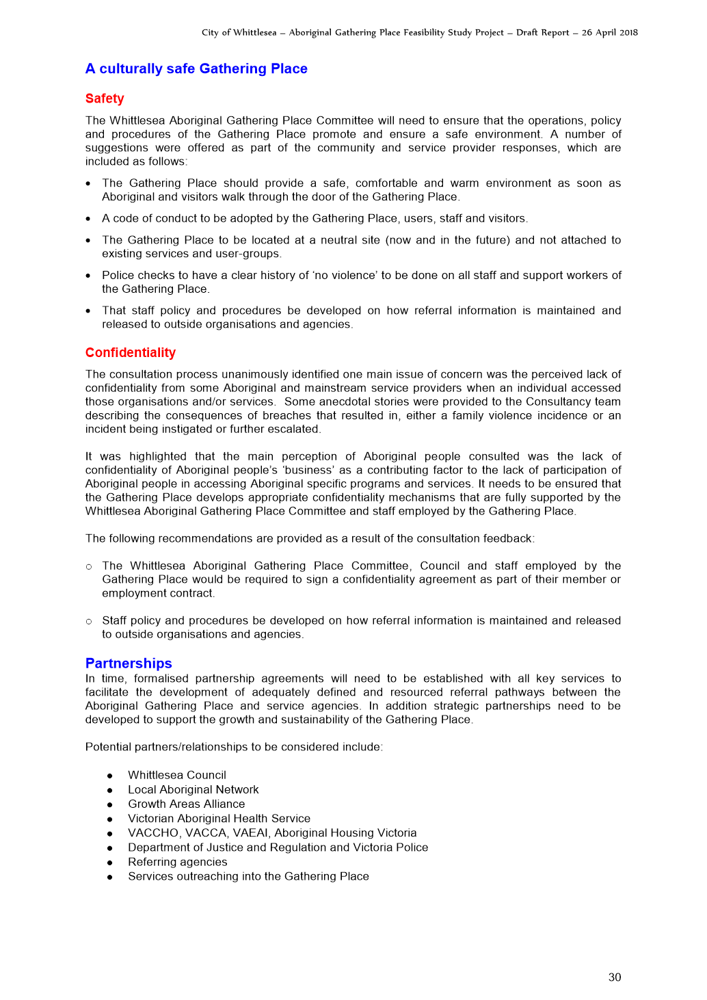 City of Whittlesea – Aboriginal Gathering Place Feasibility Study Project – Draft Report – 26 April 2018
A culturally safe Gathering Place
Safety
The Whittlesea Aboriginal Gathering Place Committee will need to ensure that the operations, policy
and procedures of the Gathering Place promote and ensure a safe environment. A number of
suggestions were offered as part of the community and service provider responses, which are
included as follows:
• The Gathering Place should provide a safe, comfortable and warm environment as soon as
Aboriginal and visitors walk through the door of the Gathering Place.
• A code of conduct to be adopted by the Gathering Place, users, staff and visitors.
• The Gathering Place to be located at a neutral site (now and in the future) and not attached to
existing services and user-groups.
• Police checks to have a clear history of ‘no violence’ to be done on all staff and support workers of
the Gathering Place.
• That staff policy and procedures be developed on how referral information is maintained and
released to outside organisations and agencies.
Confidentiality
The consultation process unanimously identified one main issue of concern was the perceived lack of
confidentiality from some Aboriginal and mainstream service providers when an individual accessed
those organisations and/or services.  Some anecdotal stories were provided to the Consultancy team
describing the consequences of breaches that resulted in, either a family violence incidence or an
incident being instigated or further escalated.
It was highlighted that the main perception of Aboriginal people consulted was the lack of
confidentiality of Aboriginal people’s ‘business’ as a contributing factor to the lack of participation of
Aboriginal people in accessing Aboriginal specific programs and services. It needs to be ensured that
the Gathering Place develops appropriate confidentiality mechanisms that are fully supported by the
Whittlesea Aboriginal Gathering Place Committee and staff employed by the Gathering Place.
The following recommendations are provided as a result of the consultation feedback:
o The Whittlesea Aboriginal Gathering Place Committee, Council and staff employed by the
Gathering Place would be required to sign a confidentiality agreement as part of their member or
employment contract.
o Staff policy and procedures be developed on how referral information is maintained and released
to outside organisations and agencies.
Partnerships
In time, formalised partnership agreements will need to be established with all key services to
facilitate the development of adequately defined and resourced referral pathways between the
Aboriginal Gathering Place and service agencies. In addition strategic partnerships need to be
developed to support the growth and sustainability of the Gathering Place.
Potential partners/relationships to be considered include:
● Whittlesea Council
● Local Aboriginal Network
● Growth Areas Alliance
● Victorian Aboriginal Health Service
● VACCHO, VACCA, VAEAI, Aboriginal Housing Victoria
● Department of Justice and Regulation and Victoria Police
● Referring agencies
● Services outreaching into the Gathering Place
30